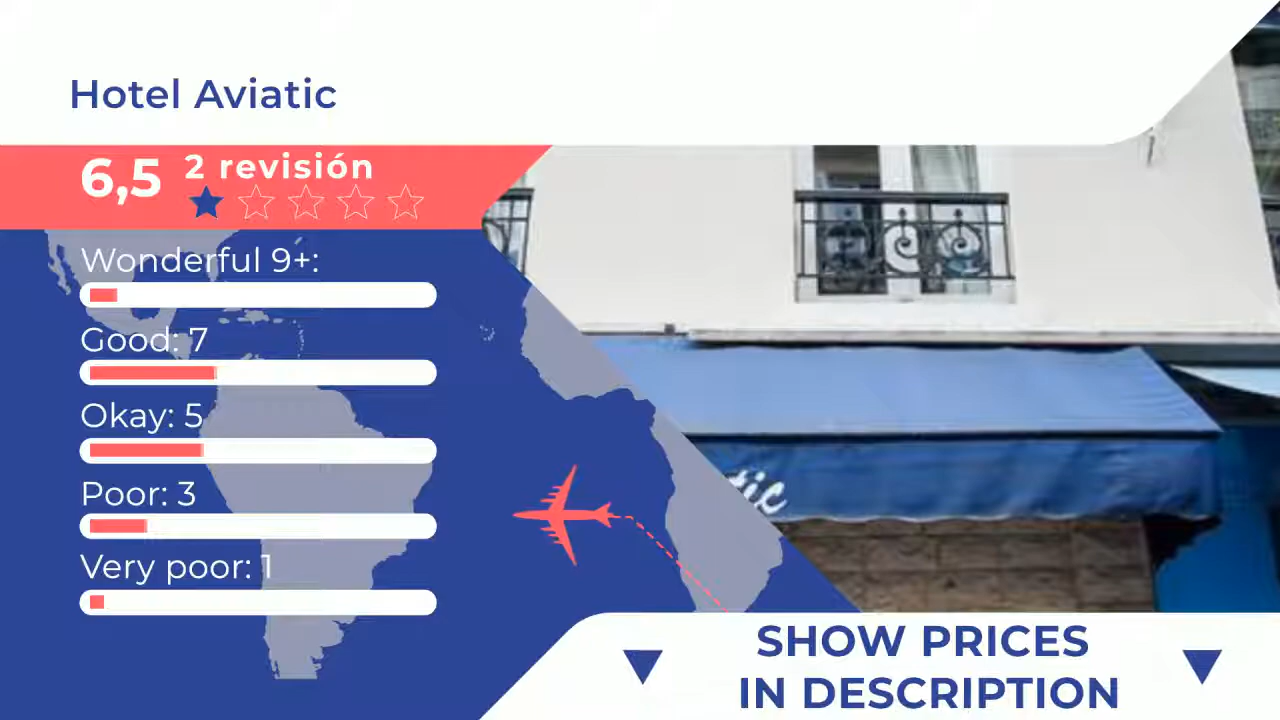 Hotel Aviatic
6,5
2 revisión
Wonderful 9+:
Good: 7
Okay: 5
Poor: 3
Very poor: 1
tic
SHOW PRICES
IN DESCRIPTION